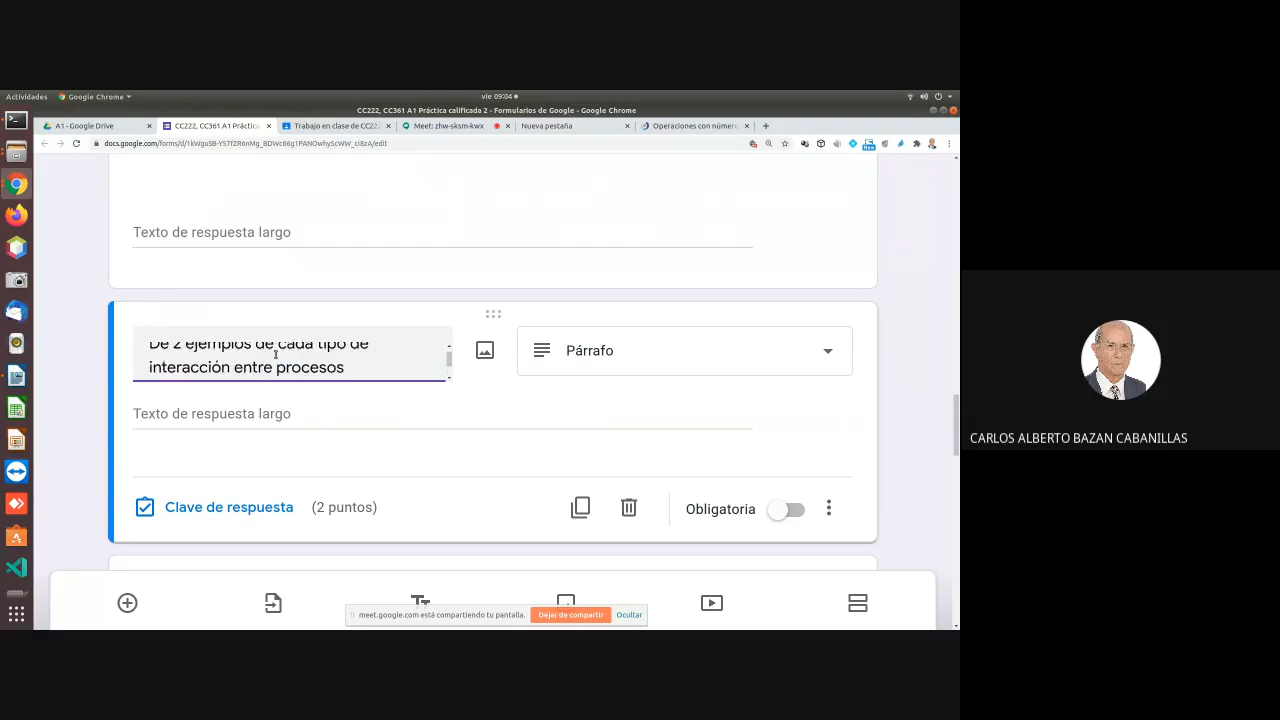 Actividades Google Chrome vie 09:04
CC222, CC361 A1 Práctica calificada 2 - Formularios de Google - Google Chrome
A1 - Google Drive CC222, CC361 A1 Práctica Trabajo en clase de CC22 Meet: zhw-sksm-kwx Nueva pestaña Operaciones con número
Texto de respuesta largo
De 2 ejemplos de cada tipo de
interacción entre procesos
Párrafo
Texto de respuesta largo
Clave de respuesta (2 puntos)
Obligatoria
meet.google.com está compartiendo tu pantalla. Dejar de compartir Ocultar
CARLOS ALBERTO BAZAN CABANILLAS